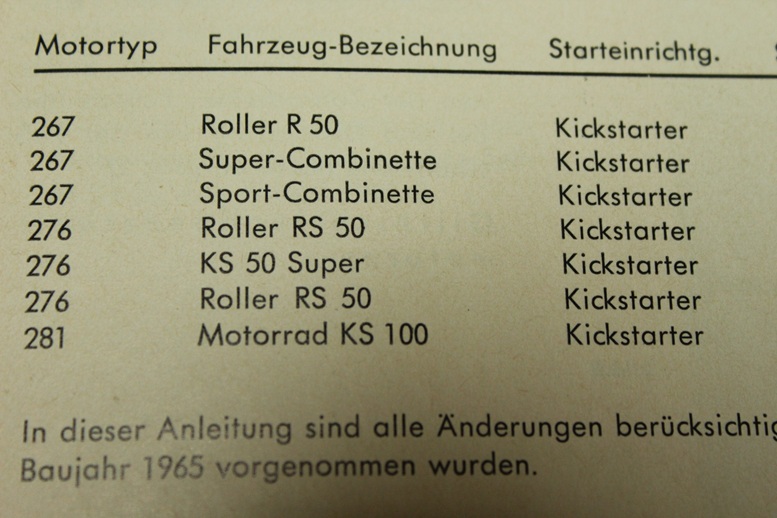 Motortyp Fahrzeug-Bezeichnung Starteinrichtg.
267 Roller R 50 Kickstarter
267 Super-Combinette Kickstarter
267 Sport-Combinette Kickstarter
276 Roller RS 50 Kickstarter
276 KS 50 Super Kickstarter
276 Roller RS 50 Kickstarter
281 Motorrad KS 100 Kickstarter
In dieser Anleitung sind alle Änderungen
Baujahr 1965 vorgenommen wurden.